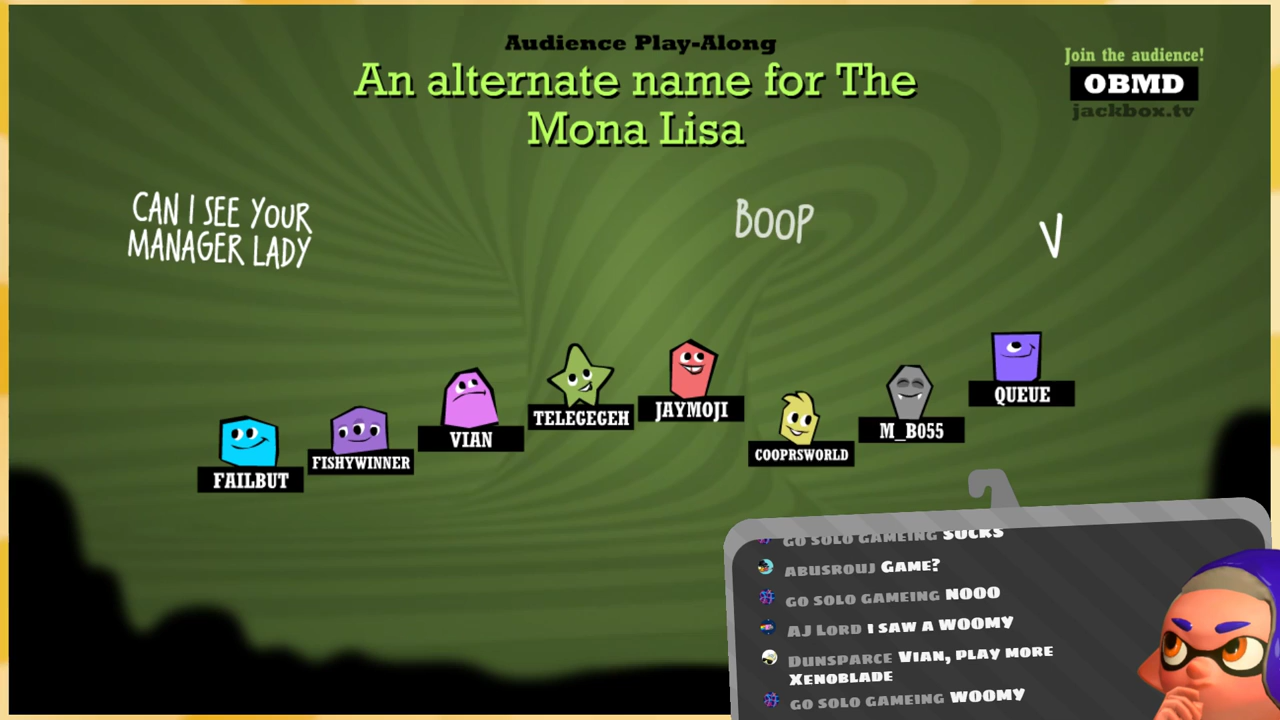 Audience Play-Along
An alternate name for The
Mona Lisa
Join the audience!
OBMD
jackbox.tv
CAN I SEE YOUR
MANAGER LADY
BOOP
V
FAILBUT
FISHYWINNER
VIAN
TELEGEGEH
JAYMOJI
COOPRSWORLD
M_B055
QUEUE
GO SOLO GAMEING SUCKS
ABUSROUJ GAME?
GO SOLO GAMEING NOOO
AJ LORD I SAW A WOOMY
DUNSPARCE VIAN, PLAY MORE
XENOBLADE
GO SOLO GAMEING WOOMY